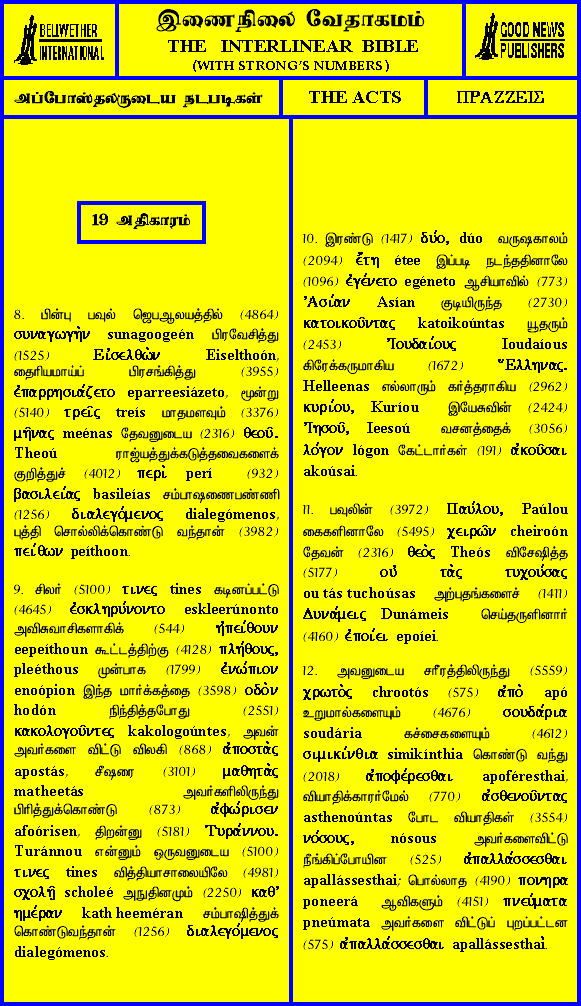 BELLWETHER
INTERNATIONAL
இணைநிலை வேதாகமம்
THE INTERLINEAR BIBLE
(WITH STRONG'S NUMBERS)
GOOD NEWS
PUBLISHERS
அப்போஸ்தலருடைய நடபடிகள்
THE ACTS
ΠΡΑΖΖΕΙΣ
19 அதிகாரம்
8. பின்பு பவுல் ஜெபஆலயத்தில் (4864)
συναγωγὴν sunagoogeén பிரவேசித்து
(1525) Εἰσελθὼν Eiselthoón,
தைரியமாய்ப் பிரசங்கித்து (3955)
ἐπαρρησιάζετο eparreesiázeto, மூன்று
(5140) τρεῖς treís மாதமளவும் (3376)
μῆνας meénas தேவனுடைய (2316) θεοῦ.
Theoú ராஜ்யத்துக்கடுத்தவைகளைக்
குறித்துச் (4012) περὶ perí (932)
βασιλείας basileías சம்பாஷணைபண்ணி
(1256) διαλεγόμενος dialegómenos,
புத்தி சொல்லிக்கொண்டு வந்தான் (3982)
πείθων peíthoon.
9. சிலர் (5100) τινες tines கடினப்பட்டு
(4645) ἐσκληρύνοντο eskleerúnonto
அவிசுவாசிகளாகிக் (544) ἠπείθουν
eepeíthoun கூட்டத்திற்கு (4128) πλήθους,
pleéthous முன்பாக (1799) ἐνώπιον
enoópion இந்த மார்க்கத்தை (3598) οδὸν
hodón நிந்தித்தபோது (2551)
κακολογοῦντες kakologoúntes, அவன்
அவர்களை விட்டு விலகி (868) ἀποστὰς
apostás, சீஷரை (3101) μαθητὰς
matheetás அவர்களிலிருந்து
பிரித்துக்கொண்டு (873) ἀφώρισεν
afoórisen, திறன்னு (5181) Τυράννου.
Turánnou என்னும் ஒருவனுடைய (5100)
τινες tines வித்தியாசாலையிலே (4981)
σχολῇ scholeé அநுதினமும் (2250) καθ'
ημέραν kath heeméran சம்பாஷித்துக்
கொண்டுவந்தான் (1256) διαλεγόμενος
dialegómenos.
10. இரண்டு (1417) δύο, dúo வருஷகாலம்
(2094) ἔτη étee இப்படி நடந்ததினாலே
(1096) ἐγένετο egéneto ஆசியாவில் (773)
Ἀσίαν Asían குடியிருந்த (2730)
κατοικοῦντας katoikoúntas யூதரும்
(2453) Ἰουδαίους Ioudaíous
கிரேக்கருமாகிய (1672) Ἕλληνας.
Helleenas எல்லாரும் கர்த்தராகிய (2962)
κυρίου, Kuríou இயேசுவின் (2424)
Ἰησοῦ, Ieesoú வசனத்தைக் (3056)
λόγον lógon கேட்டார்கள் (191) ἀκοῦσαι
akoúsai.
11. பவுலின் (3972) Παύλου, Paúlou
கைகளினாலே (5495) χειρῶν cheiroón
தேவன் (2316) θεὸς Theós விசேஷித்த
(5177) οὐ τὰς τυχούσας
ou tás tuchoúsas அற்புதங்களைச் (1411)
Δυνάμεις Dunámeis செய்தருளினார்
(4160) ἐποίει epoíei.
12. அவனுடைய சரீரத்திலிருந்து (5559)
χρωτὸς chrootós (575) ἀπὸ apó
உறுமால்களையும் (4676) σουδάρια
soudária கச்சைகளையும் (4612)
σιμικίνθια simikínthia கொண்டு வந்து
(2018) ἀποφέρεσθαι apoféresthai,
வியாதிக்காரர்மேல் (770) ἀσθενοῦντας
asthenoúntas போட வியாதிகள் (3554)
νόσους, nósous அவர்களைவிட்டு
நீங்கிப்போயின (525) ἀπαλλάσσεσθαι
apallássesthai; பொல்லாத (4190) πονηρα
poneerá ஆவிகளும் (4151) πνεύματα
pneúmata அவர்களை விட்டுப் புறப்பட்டன
(575) ἀπαλλάσσεσθαι apallássesthai.